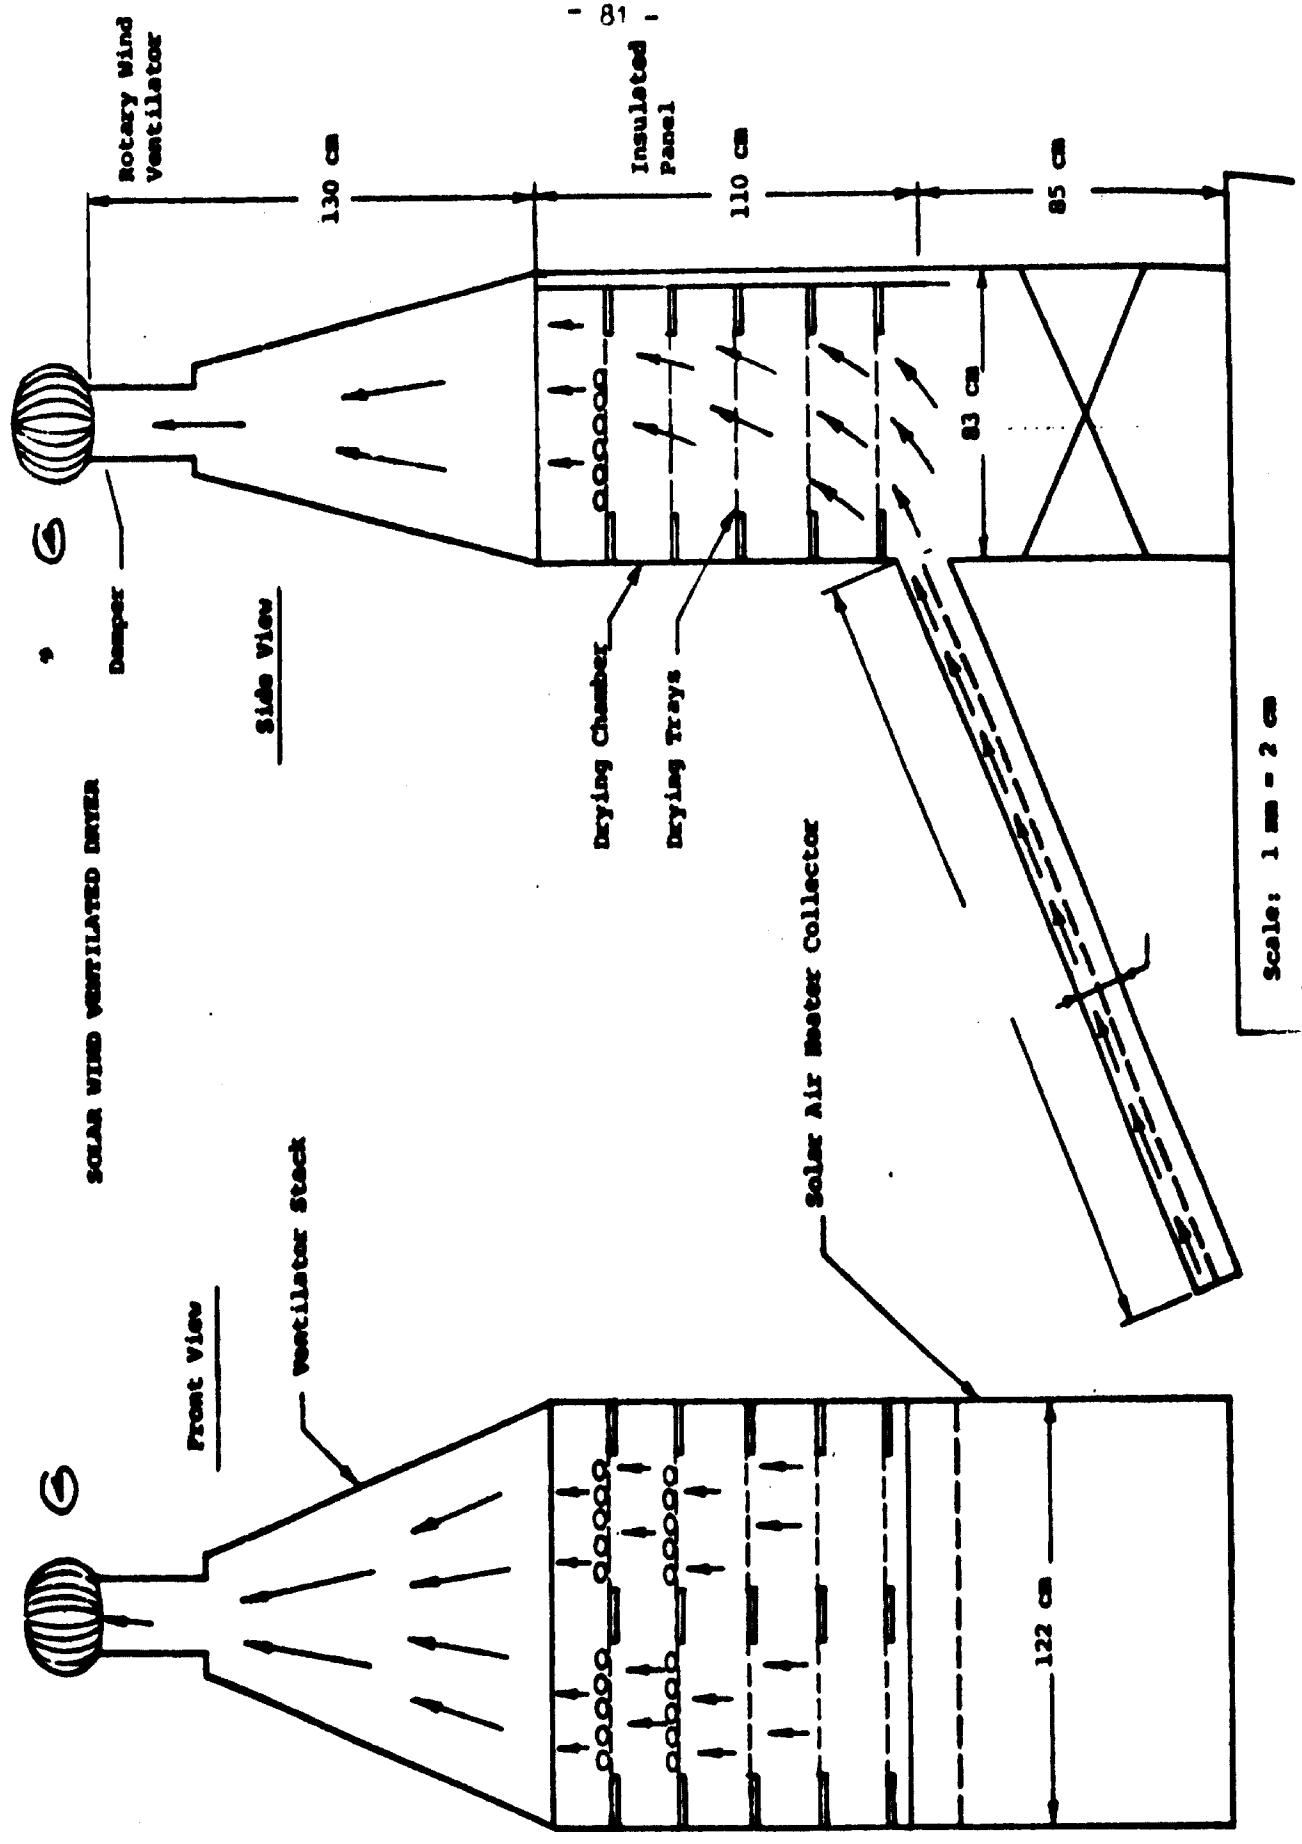 - 81 -
SOLAR WIND VENTILATED DRYER
Front View
Side View
Rotary Wind
Ventilator
Damper
Ventilator Stack
130 cm
Insulated
Panel
110 cm
Drying Chamber
Drying Trays
85 cm
83 cm
Solar Air Heater Collector
122 cm
Scale: 1 mm = 2 cm